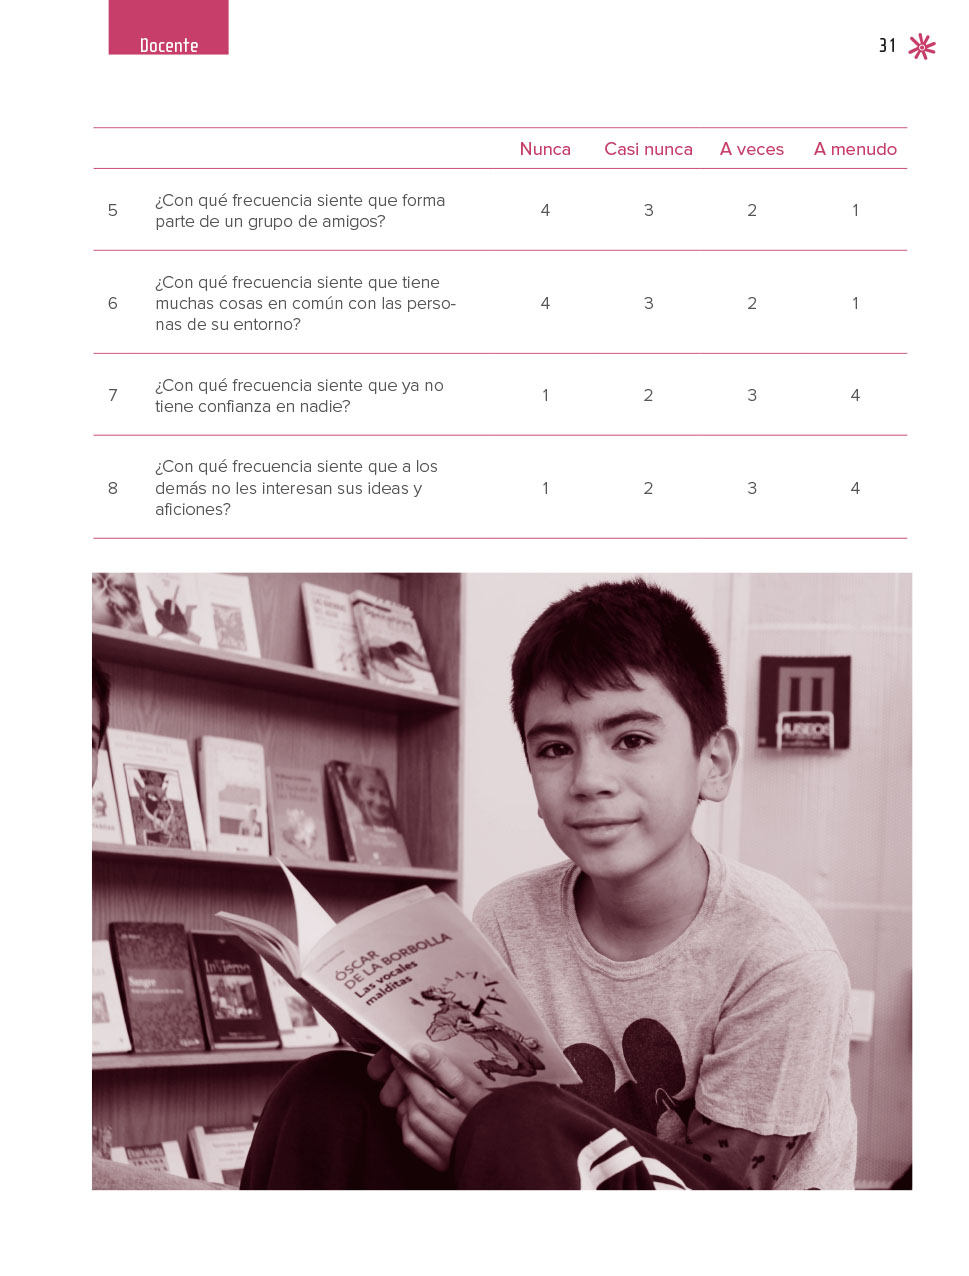 Docente
31
Nunca Casi nunca A veces A menudo
5 ¿Con qué frecuencia siente que forma
parte de un grupo de amigos? 4 3 2 1
6 ¿Con qué frecuencia siente que tiene
muchas cosas en común con las perso-
nas de su entorno? 4 3 2 1
7 ¿Con qué frecuencia siente que ya no
tiene confianza en nadie? 1 2 3 4
8 ¿Con qué frecuencia siente que a los
demás no les interesan sus ideas y
aficiones? 1 2 3 4
MUSEOS
Sangre
Invierno
ÓSCAR
DE LA BORBOLLA
Las vocales
malditas